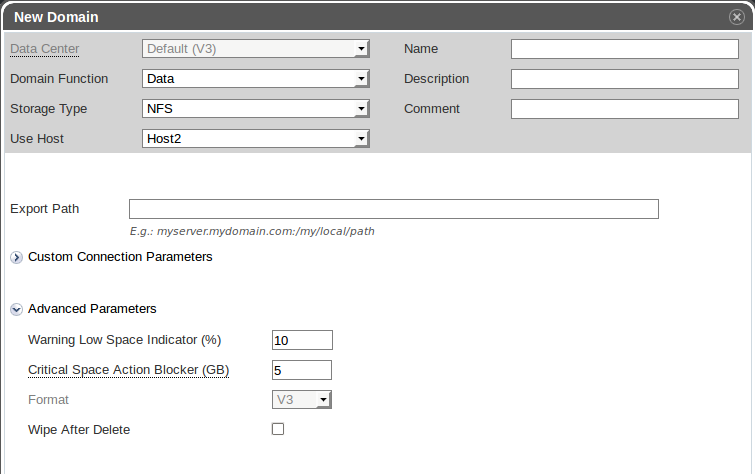 New Domain
Data Center Default (V3) Name
Domain Function Data Description
Storage Type NFS Comment
Use Host Host2
Export Path
E.g.: myserver.mydomain.com:/my/local/path
Custom Connection Parameters
Advanced Parameters
Warning Low Space Indicator (%) 10
Critical Space Action Blocker (GB) 5
Format V3
Wipe After Delete